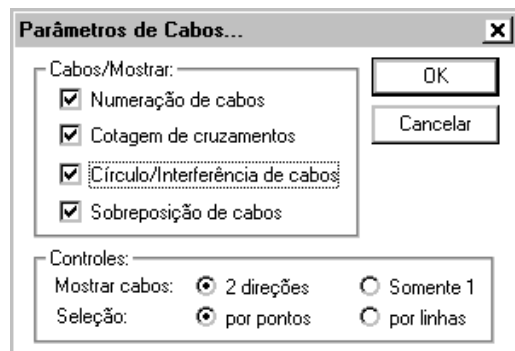 Parâmetros de Cabos...
Cabos/Mostrar:
Numeração de cabos
Cotagem de cruzamentos
Círculo/Interferência de cabos
Sobreposição de cabos
OK
Cancelar
Controles:
Mostrar cabos: 2 direções Somente 1
Seleção: por pontos por linhas